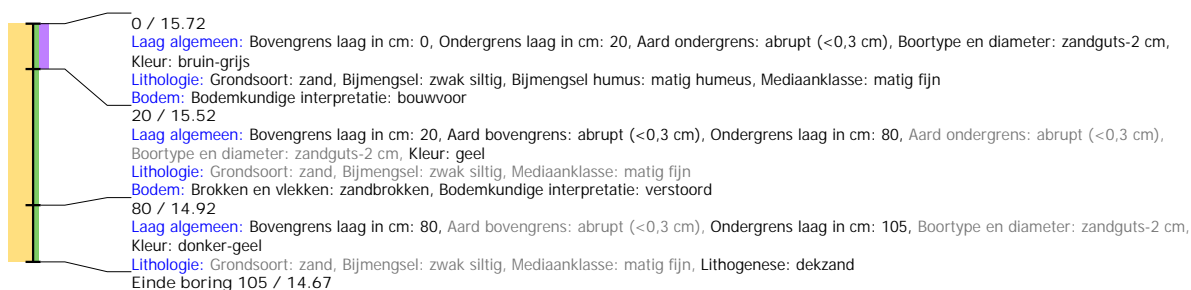 0 / 15.72
Laag algemeen: Bovengrens laag in cm: 0, Ondergrens laag in cm: 20, Aard ondergrens: abrupt (<0,3 cm), Boortype en diameter: zandguts-2 cm,
Kleur: bruin-grijs
Lithologie: Grondsoort: zand, Bijmengsel: zwak siltig, Bijmengsel humus: matig humeus, Mediaanklasse: matig fijn
Bodem: Bodemkundige interpretatie: bouwvoor
20 / 15.52
Laag algemeen: Bovengrens laag in cm: 20, Aard bovengrens: abrupt (<0,3 cm), Ondergrens laag in cm: 80, Aard ondergrens: abrupt (<0,3 cm),
Boortype en diameter: zandguts-2 cm, Kleur: geel
Lithologie: Grondsoort: zand, Bijmengsel: zwak siltig, Mediaanklasse: matig fijn
Bodem: Brokken en vlekken: zandbrokken, Bodemkundige interpretatie: verstoord
80 / 14.92
Laag algemeen: Bovengrens laag in cm: 80, Aard bovengrens: abrupt (<0,3 cm), Ondergrens laag in cm: 105, Boortype en diameter: zandguts-2 cm,
Kleur: donker-geel
Lithologie: Grondsoort: zand, Bijmengsel: zwak siltig, Mediaanklasse: matig fijn, Lithogenese: dekzand
Einde boring 105 / 14.67